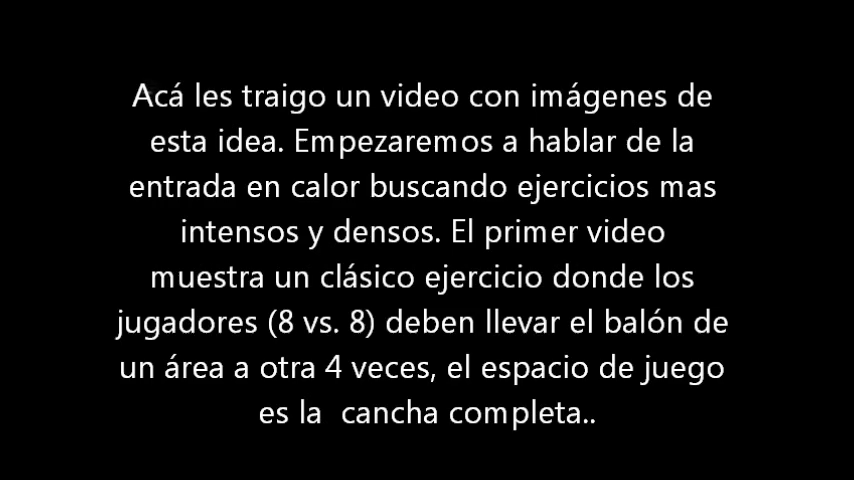 Acá les traigo un video con imágenes de
esta idea. Empezaremos a hablar de la
entrada en calor buscando ejercicios mas
intensos y densos. El primer video
muestra un clásico ejercicio donde los
jugadores (8 vs. 8) deben llevar el balón de
un área a otra 4 veces, el espacio de juego
es la  cancha completa..